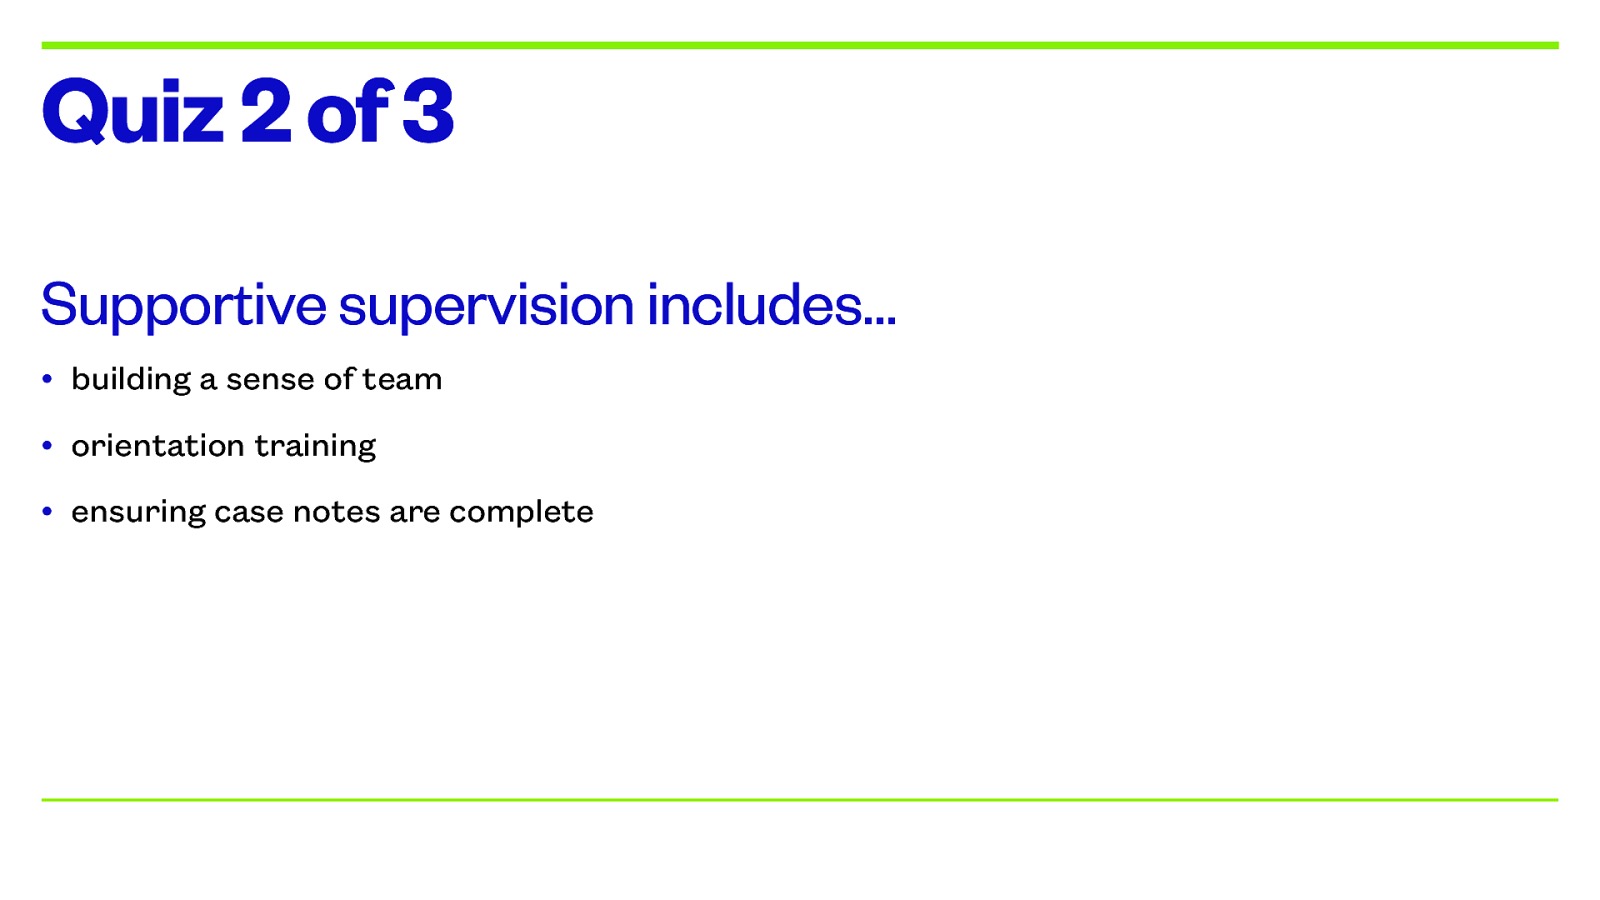 Quiz 2 of 3
Supportive supervision includes...
• building a sense of team
• orientation training
• ensuring case notes are complete